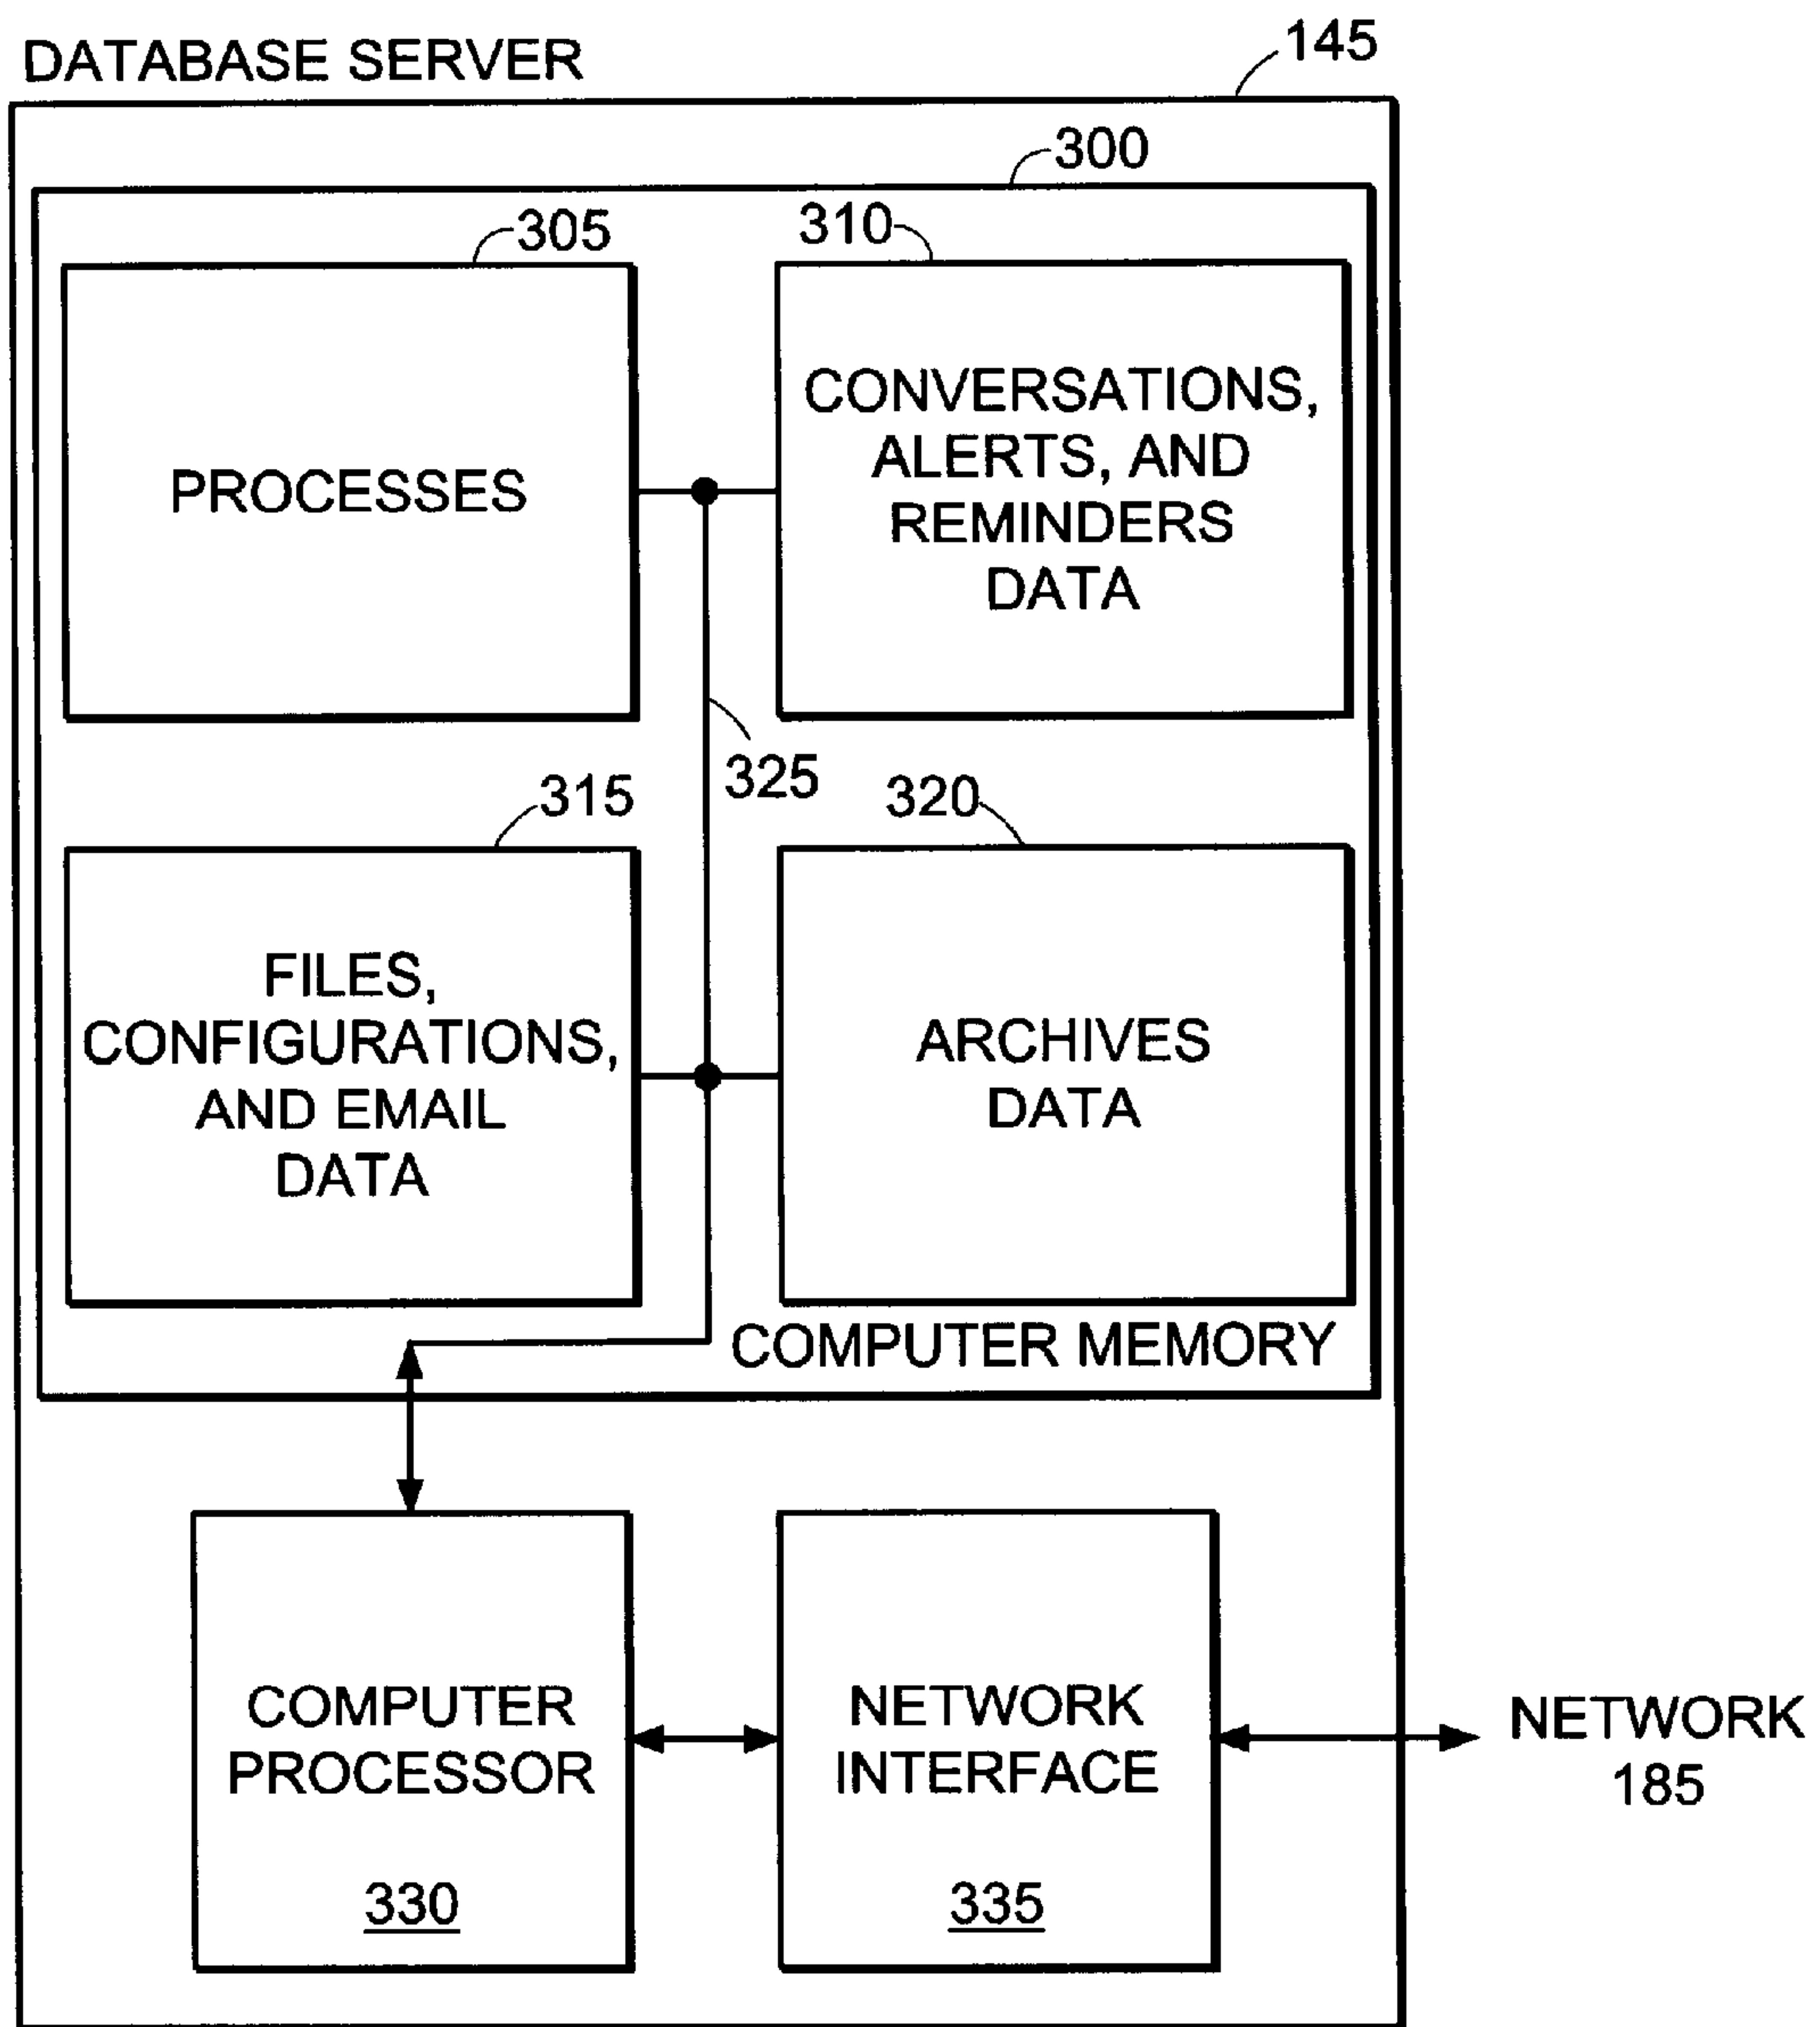 DATABASE SERVER
145
300
305
310
PROCESSES
CONVERSATIONS,
ALERTS, AND
REMINDERS
DATA
325
315
320
FILES,
CONFIGURATIONS,
AND EMAIL
DATA
ARCHIVES
DATA
COMPUTER MEMORY
COMPUTER
PROCESSOR
330
NETWORK
INTERFACE
335
NETWORK
185